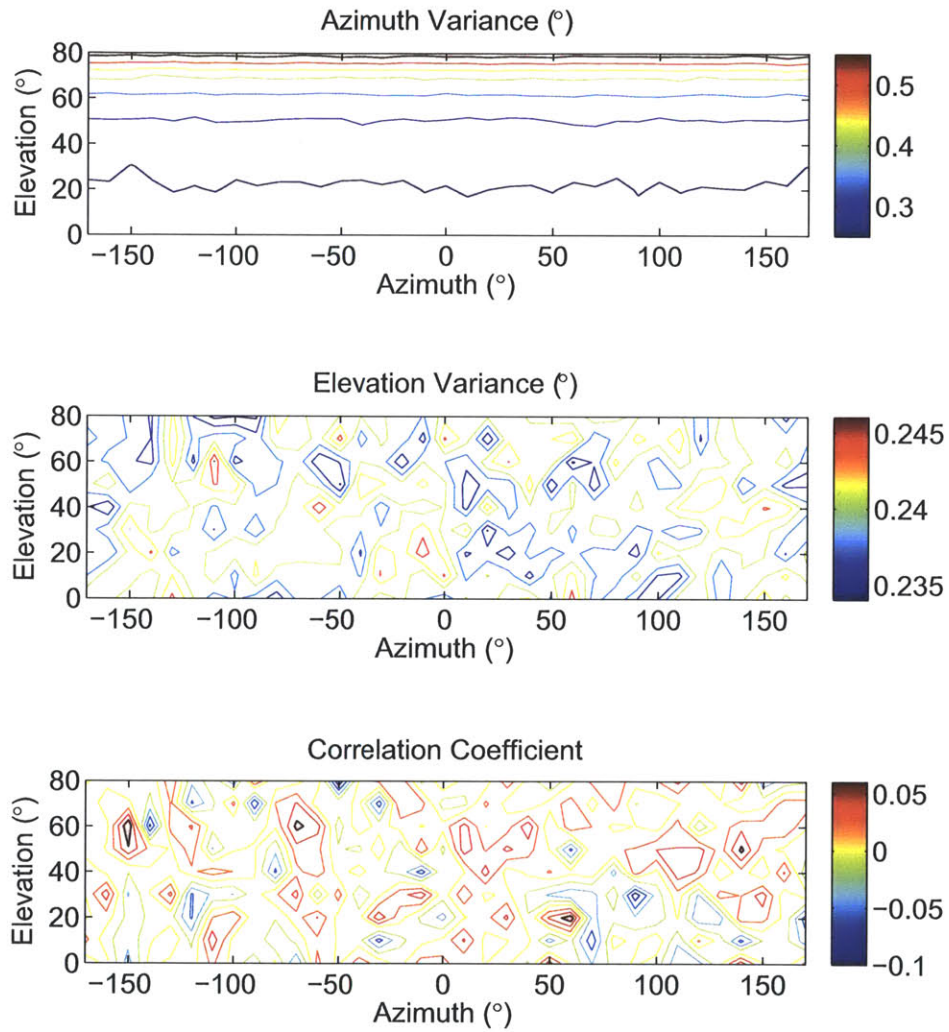 Azimuth Variance (°)
80
60
40
20
0
Elevation (°)
−150 −100 −50 0 50 100 150
Azimuth (°)
0.5
0.4
0.3
Elevation Variance (°)
80
60
40
20
0
Elevation (°)
−150 −100 −50 0 50 100 150
Azimuth (°)
0.245
0.24
0.235
Correlation Coefficient
80
60
40
20
0
Elevation (°)
−150 −100 −50 0 50 100 150
Azimuth (°)
0.05
0
−0.05
−0.1